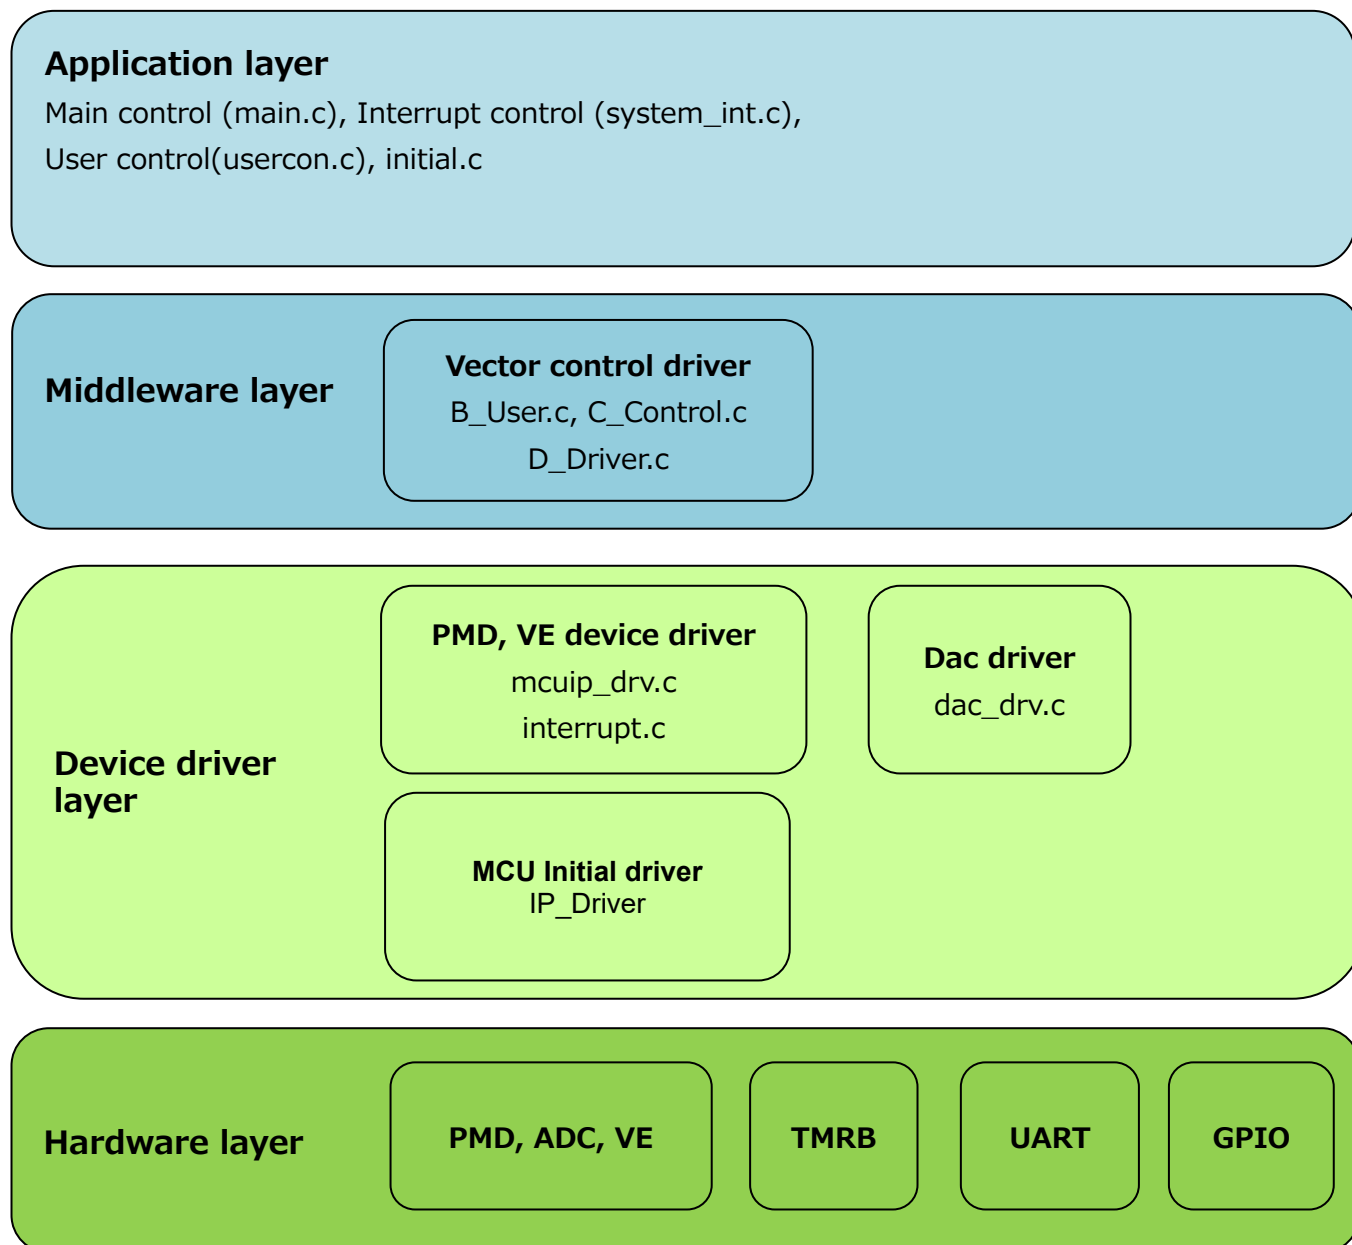 Application layer
Main control (main.c), Interrupt control (system_int.c),
User control(usercon.c), initial.c
Middleware layer
Vector control driver
B_User.c, C_Control.c
D_Driver.c
Device driver
layer
PMD, VE device driver
mcuip_drv.c
interrupt.c
Dac driver
dac_drv.c
MCU Initial driver
IP_Driver
Hardware layer
PMD, ADC, VE
TMRB
UART
GPIO